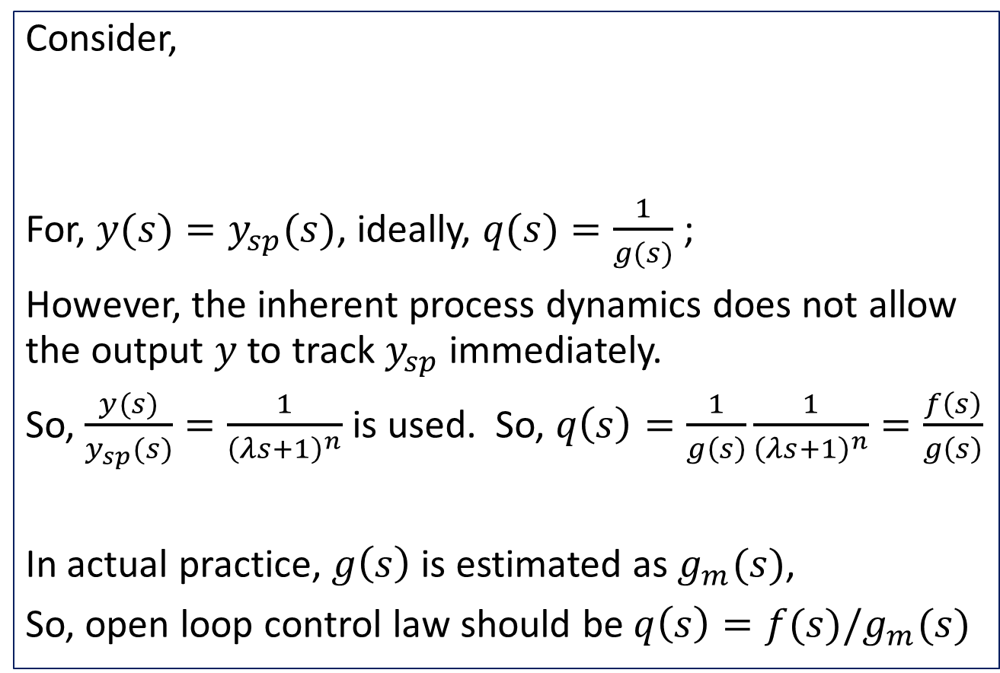 Consider,
For, $y(s) = y_{sp}(s)$, ideally, $q(s) = \frac{1}{g(s)}$ ;
However, the inherent process dynamics does not allow
the output $y$ to track $y_{sp}$ immediately.
So, $\frac{y(s)}{y_{sp}(s)} = \frac{1}{(\lambda s+1)^n}$ is used. So, $q(s) = \frac{1}{g(s)} \frac{1}{(\lambda s+1)^n} = \frac{f(s)}{g(s)}$
In actual practice, $g(s)$ is estimated as $g_m(s)$,
So, open loop control law should be $q(s) = f(s)/g_m(s)$